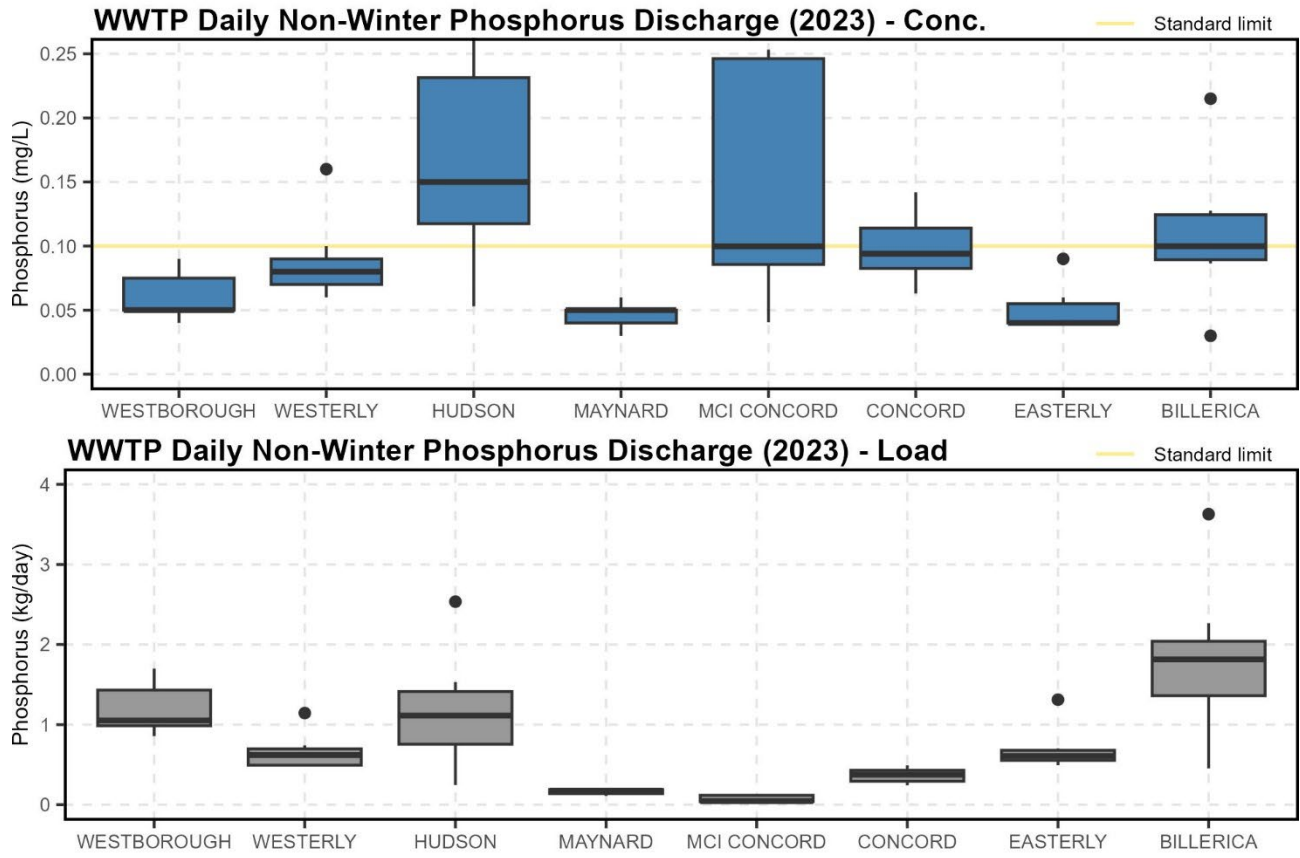 WWTP Daily Non-Winter Phosphorus Discharge (2023) - Conc.
Standard limit
Phosphorus (mg/L)
0.25
0.20
0.15
0.10
0.05
0.00
WESTBOROUGH WESTERLY HUDSON MAYNARD MCI CONCORD CONCORD EASTERLY BILLERICA
WWTP Daily Non-Winter Phosphorus Discharge (2023) - Load
Standard limit
Phosphorus (kg/day)
4
3
2
1
0
WESTBOROUGH WESTERLY HUDSON MAYNARD MCI CONCORD CONCORD EASTERLY BILLERICA